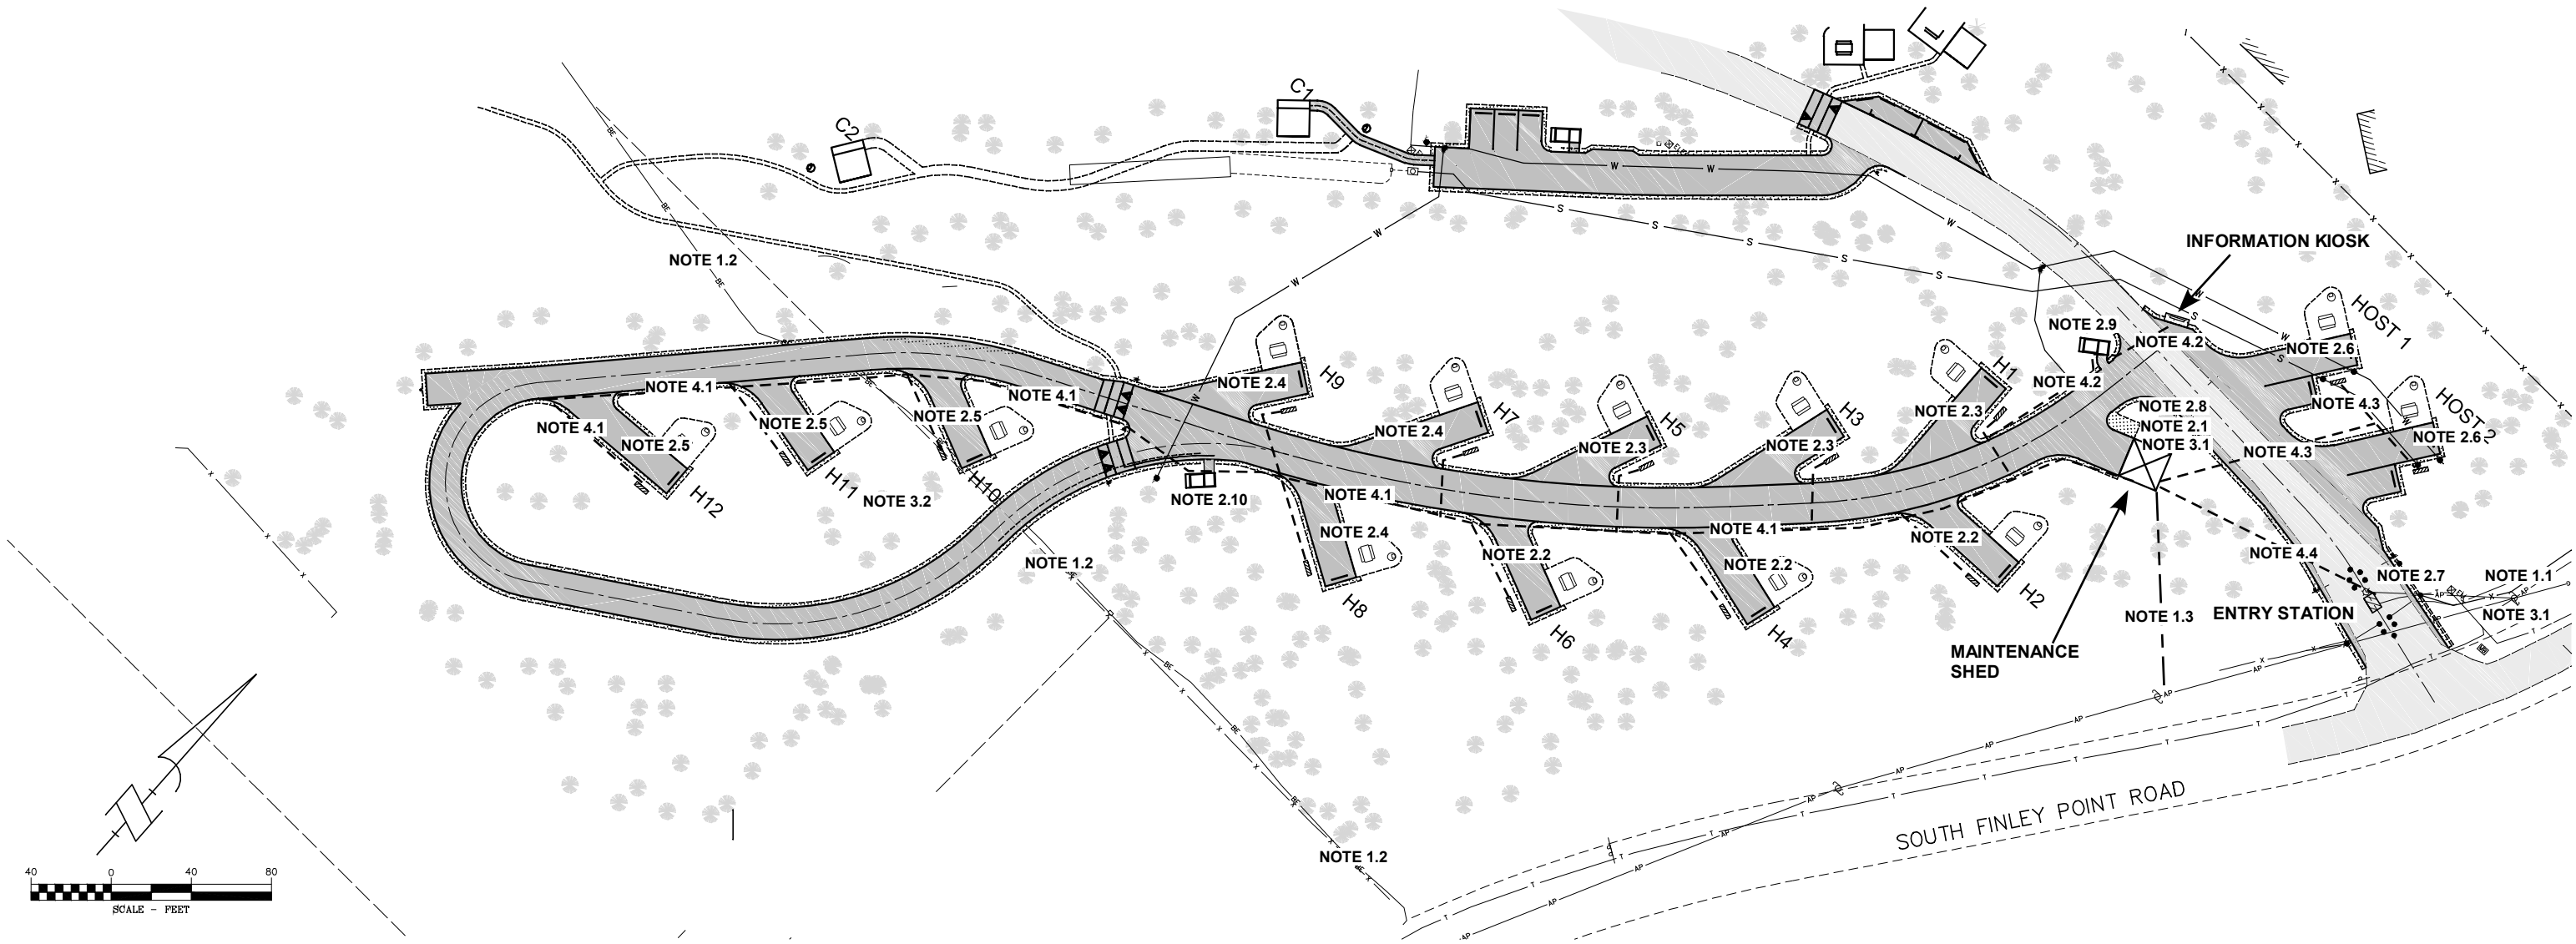 C1
C2
INFORMATION KIOSK
NOTE 1.2
HOST 1
NOTE 2.9
NOTE 4.2
NOTE 2.6
H9
H1
NOTE 4.1
NOTE 4.1
NOTE 2.4
NOTE 4.2
NOTE 4.3
HOST 2
NOTE 2.5
NOTE 2.5
NOTE 4.1
NOTE 2.5
H7
NOTE 2.4
H5
NOTE 2.3
H3
NOTE 2.3
NOTE 2.3
NOTE 2.8
NOTE 2.1
NOTE 3.1
NOTE 2.6
NOTE 4.3
H12
H11
NOTE 3.2
H10
NOTE 2.10
NOTE 4.1
NOTE 4.1
NOTE 2.4
NOTE 2.2
NOTE 2.2
NOTE 2.2
NOTE 1.2
H8
H6
H4
H2
NOTE 4.4
NOTE 2.7
NOTE 1.1
NOTE 1.3
ENTRY STATION
NOTE 3.1
MAINTENANCE
SHED
NOTE 1.2
SOUTH FINLEY POINT ROAD
40 0 40 80
SCALE - FEET